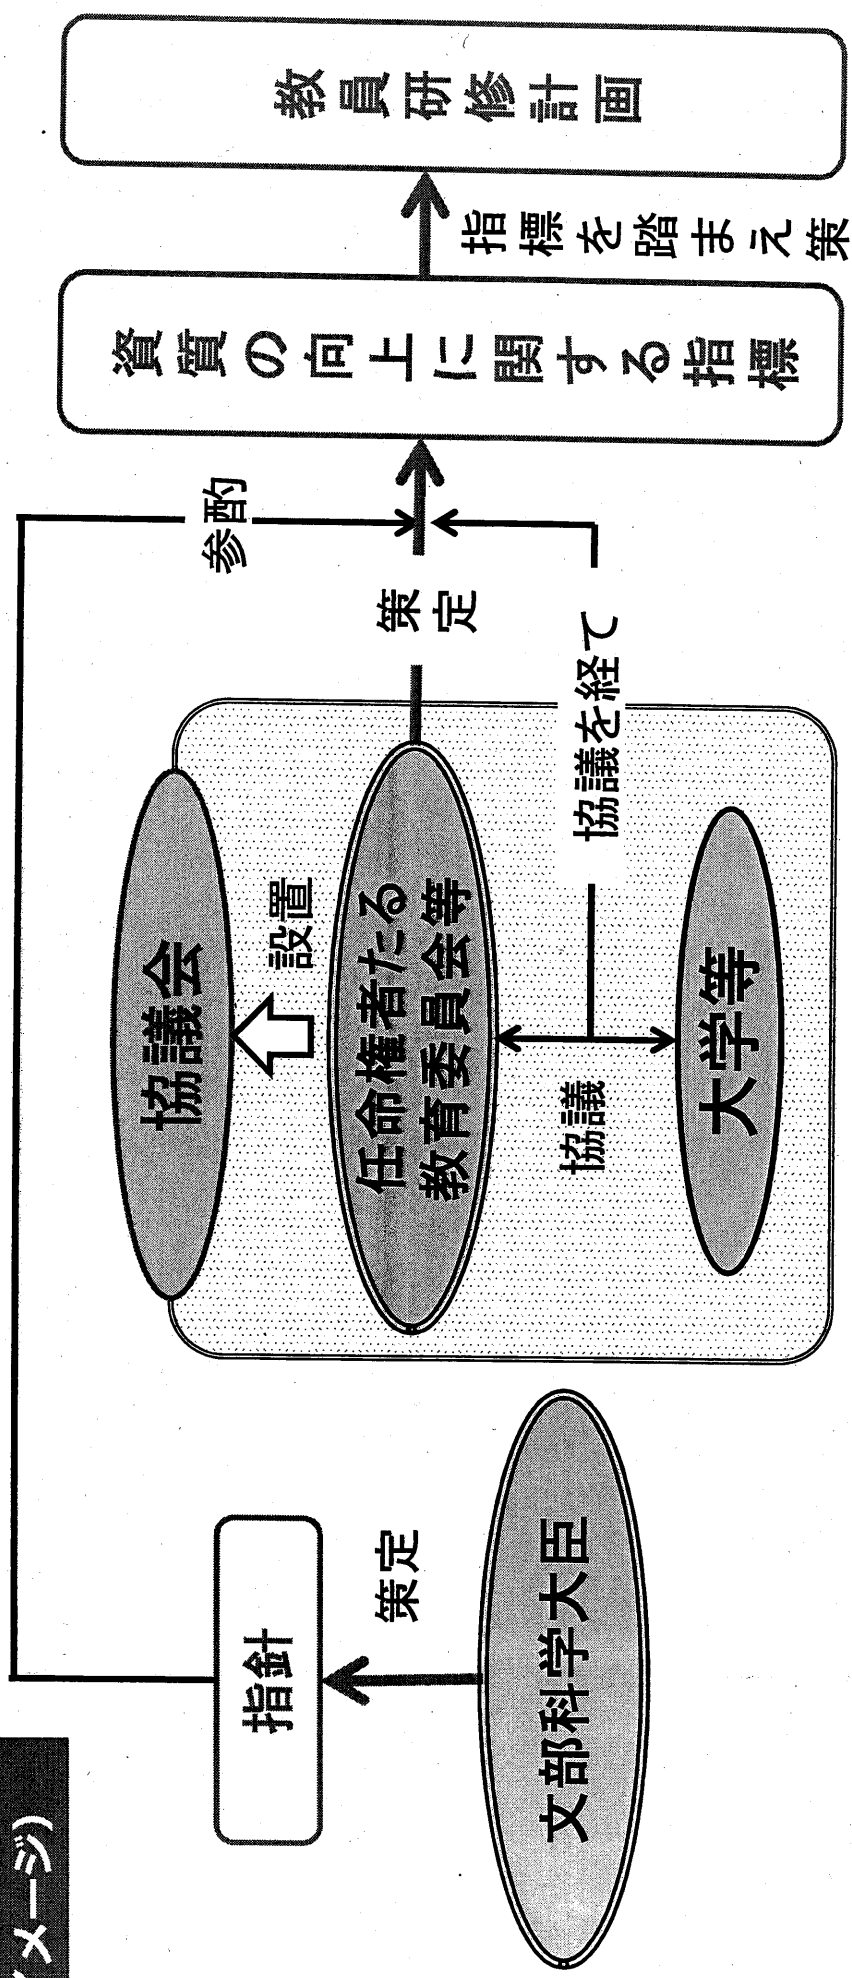 メージ)
指針
策定
文部科学大臣
協議会
設置
任命権者たる
教育委員会等
協議
大学等
協議を経て
策定
参酌
資質の向上に関する指標
指標を踏まえ策
教員研修計画